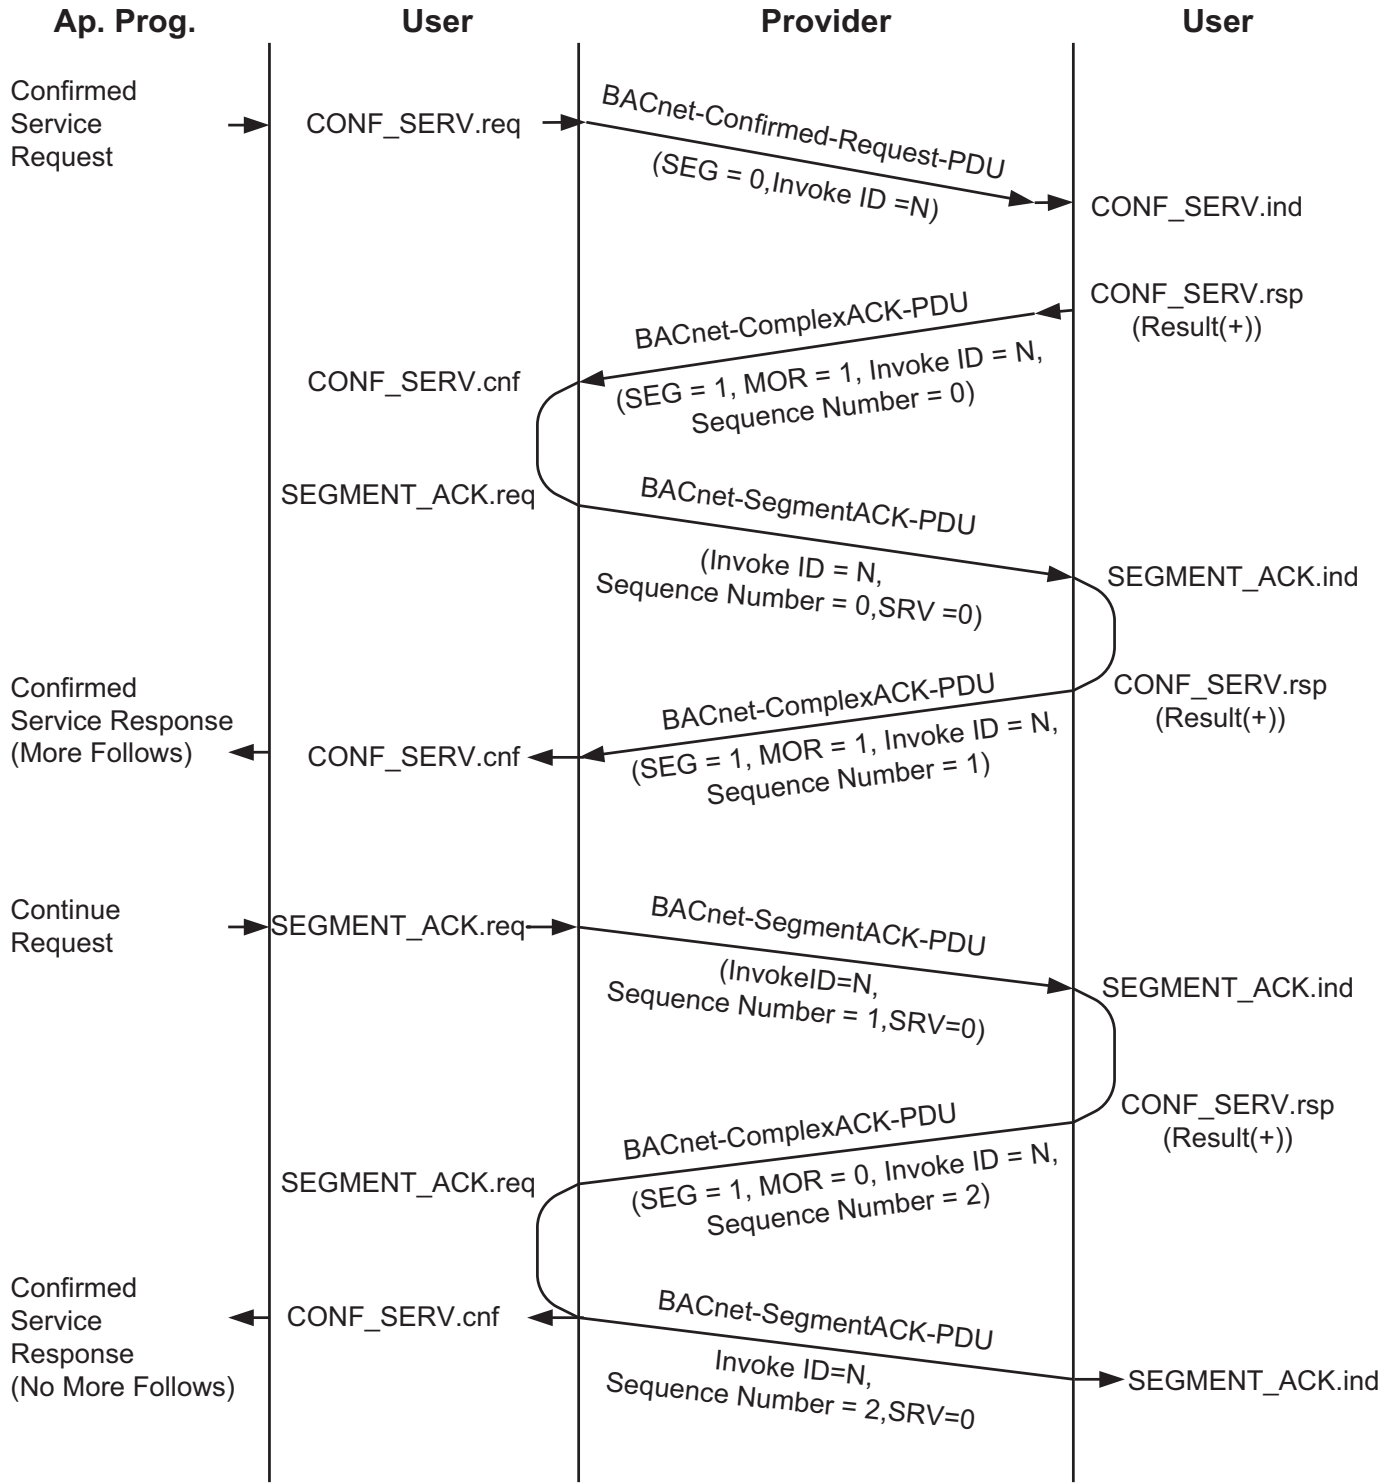 Ap. Prog.
User
Provider
User
Confirmed
Service
Request
CONF_SERV.req
BACnet-Confirmed-Request-PDU
(SEG = 0,Invoke ID =N)
CONF_SERV.ind
CONF_SERV.rsp
(Result(+))
BACnet-ComplexACK-PDU
(SEG = 1, MOR = 1, Invoke ID = N,
Sequence Number = 0)
CONF_SERV.cnf
SEGMENT_ACK.req
BACnet-SegmentACK-PDU
(Invoke ID = N,
Sequence Number = 0,SRV =0)
SEGMENT_ACK.ind
CONF_SERV.rsp
(Result(+))
BACnet-ComplexACK-PDU
(SEG = 1, MOR = 1, Invoke ID = N,
Sequence Number = 1)
CONF_SERV.cnf
Confirmed
Service Response
(More Follows)
Continue
Request
SEGMENT_ACK.req
BACnet-SegmentACK-PDU
(InvokeID=N,
Sequence Number = 1,SRV=0)
SEGMENT_ACK.ind
CONF_SERV.rsp
(Result(+))
BACnet-ComplexACK-PDU
(SEG = 1, MOR = 0, Invoke ID = N,
Sequence Number = 2)
SEGMENT_ACK.req
Confirmed
Service
Response
(No More Follows)
CONF_SERV.cnf
BACnet-SegmentACK-PDU
Invoke ID=N,
Sequence Number = 2,SRV=0
SEGMENT_ACK.ind